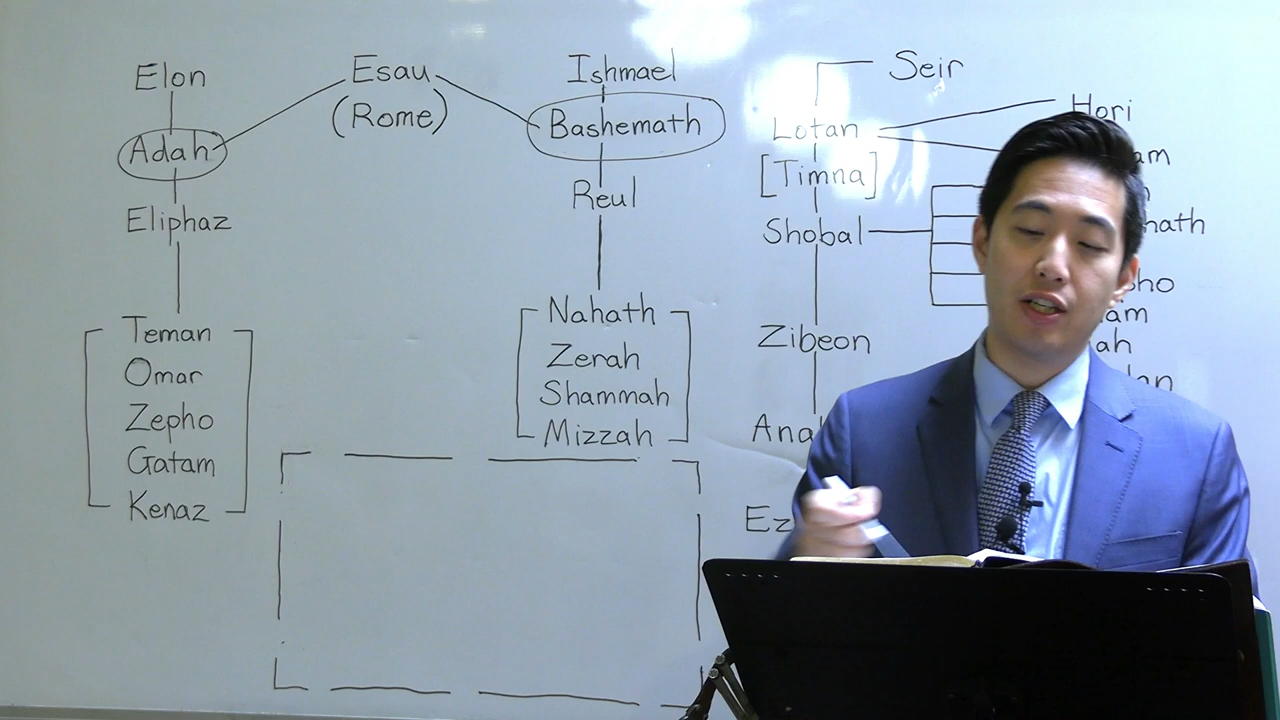 Elon
Esau
(Rome)
Ishmael
Seir
Adah
Bashemath
Lotan
Hori
[Timna]
Eliphaz
Reul
Shobal
Zibeon
Teman
Omar
Zepho
Gatam
Kenaz
Nahath
Zerah
Shammah
Mizzah